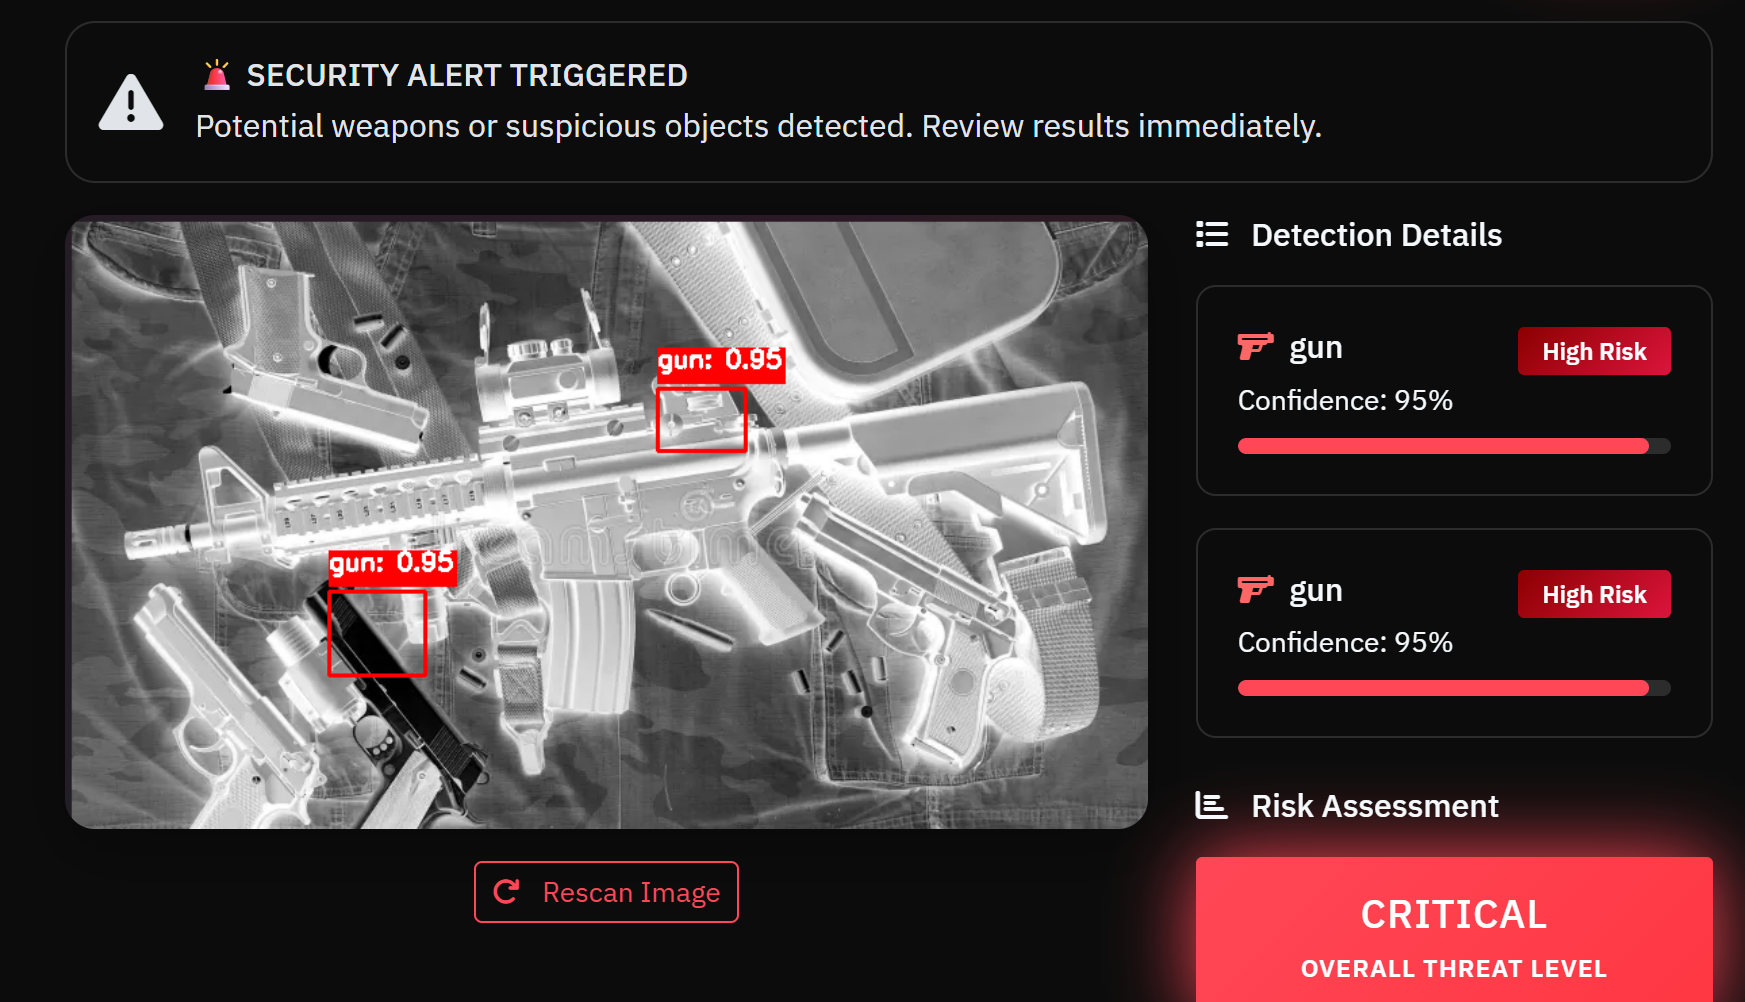 🚨 SECURITY ALERT TRIGGERED
Potential weapons or suspicious objects detected. Review results immediately.
gun: 0.95
gun: 0.95
Rescan Image
Detection Details
gun
High Risk
Confidence: 95%
gun
High Risk
Confidence: 95%
Risk Assessment
CRITICAL
OVERALL THREAT LEVEL